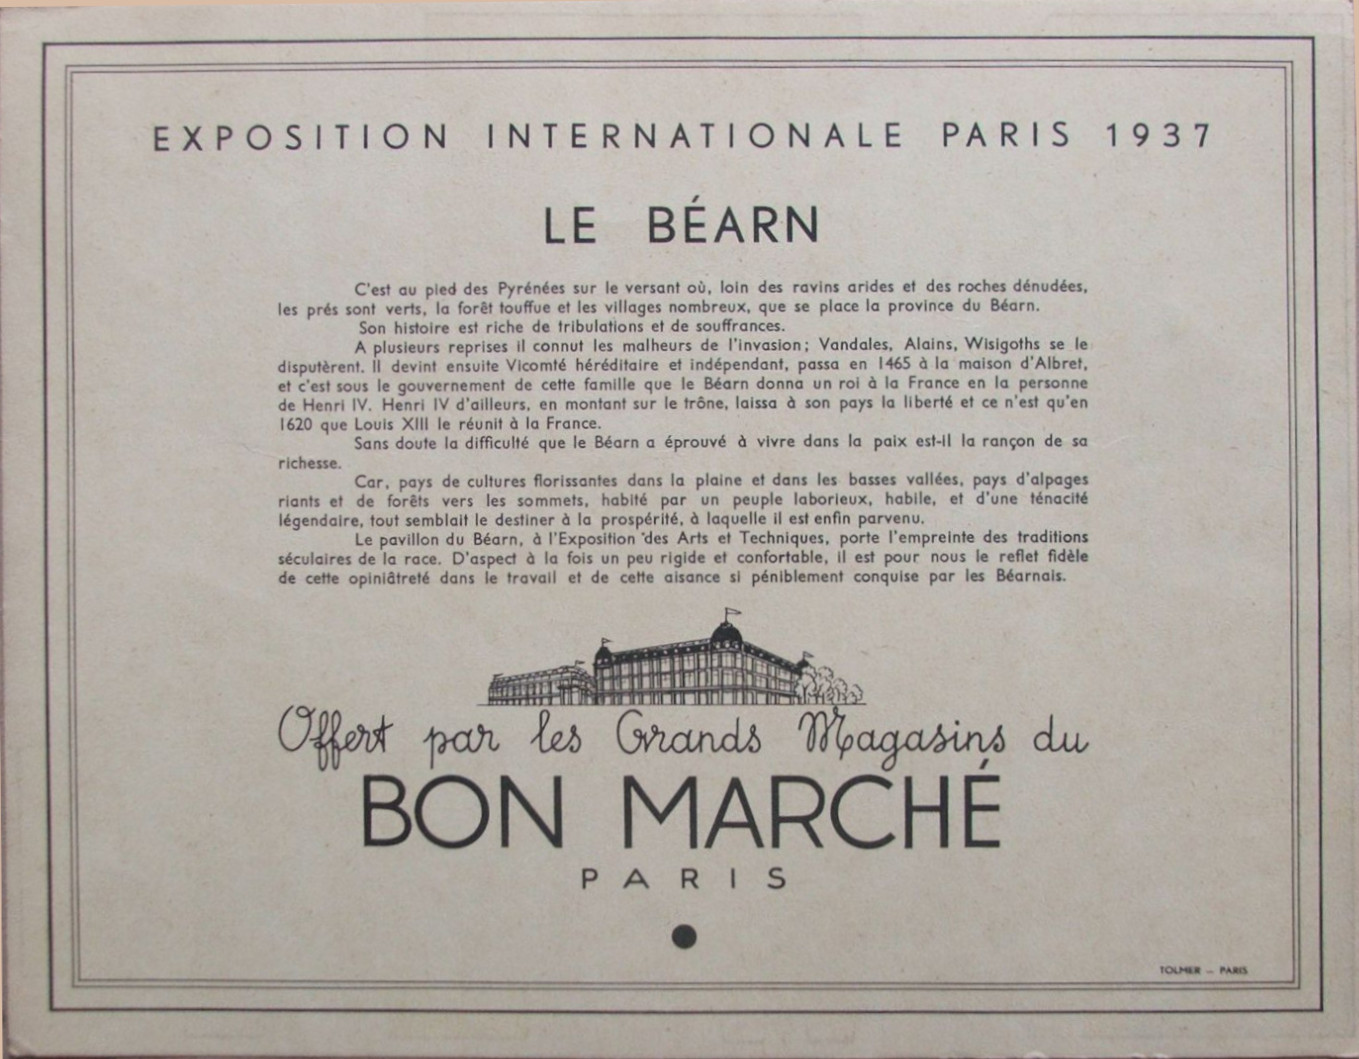 EXPOSITION INTERNATIONALE PARIS 1937
LE BÉARN
C'est au pied des Pyrénées sur le versant où, loin des ravins arides et des roches dénudées,
les prés sont verts, la forêt touffue et les villages nombreux, que se place la province du Béarn.
Son histoire est riche de tribulations et de souffrances.
A plusieurs reprises il connut les malheurs de l'invasion; Vandales, Alains, Wisigoths se le
disputèrent. Il devint ensuite Vicomté héréditaire et indépendant, passa en 1465 à la maison d'Albret,
et c'est sous le gouvernement de cette famille que le Béarn donna un roi à la France en la personne
de Henri IV. Henri IV d'ailleurs, en montant sur le trône, laissa à son pays la liberté et ce n'est qu'en
1620 que Louis XIII le réunit à la France.
Sans doute la difficulté que le Béarn a éprouvé à vivre dans la paix est-il la rançon de sa
richesse.
Car, pays de cultures florissantes dans la plaine et dans les basses vallées, pays d'alpages
riants et de forêts vers les sommets, habité par un peuple laborieux, habile, et d'une ténacité
légendaire, tout semblait le destiner à la prospérité, à laquelle il est enfin parvenu.
Le pavillon du Béarn, à l'Exposition des Arts et Techniques, porte l'empreinte des traditions
séculaires de la race. D'aspect à la fois un peu rigide et confortable, il est pour nous le reflet fidèle
de cette opiniâtreté dans le travail et de cette aisance si péniblement conquise par les Béarnais.
Offert par les Grands Magasins du
BON MARCHÉ
PARIS
TOLMER — PARIS